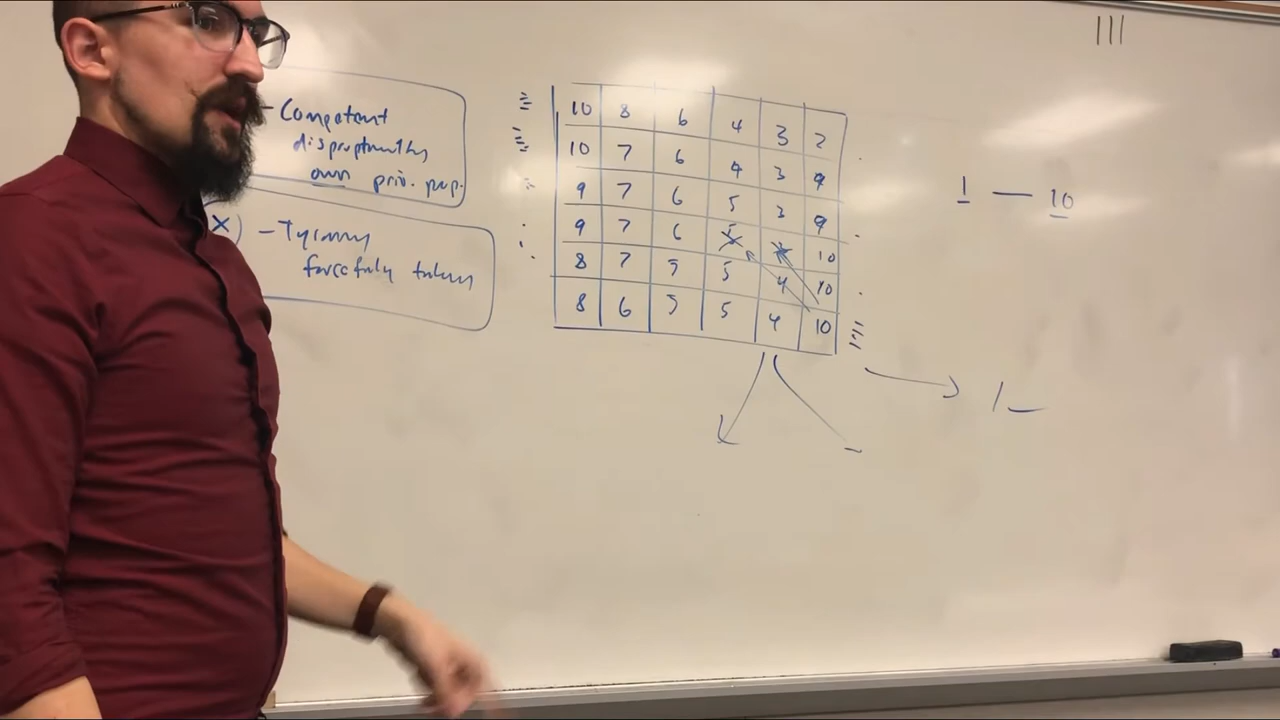 - Competent
own priv. prop.
X) - Tyranny
forcefully taken
10 8 6 4 3 2
10 7 6 4 3 9
9 7 6 5 3 9
9 7 6 10
8 7 5 5 4 10
8 6 5 5 4 10
1 — 10
III